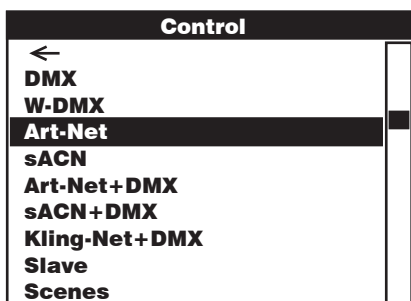 Control
←
DMX
W-DMX
Art-Net
sACN
Art-Net+DMX
sACN+DMX
Kling-Net+DMX
Slave
Scenes